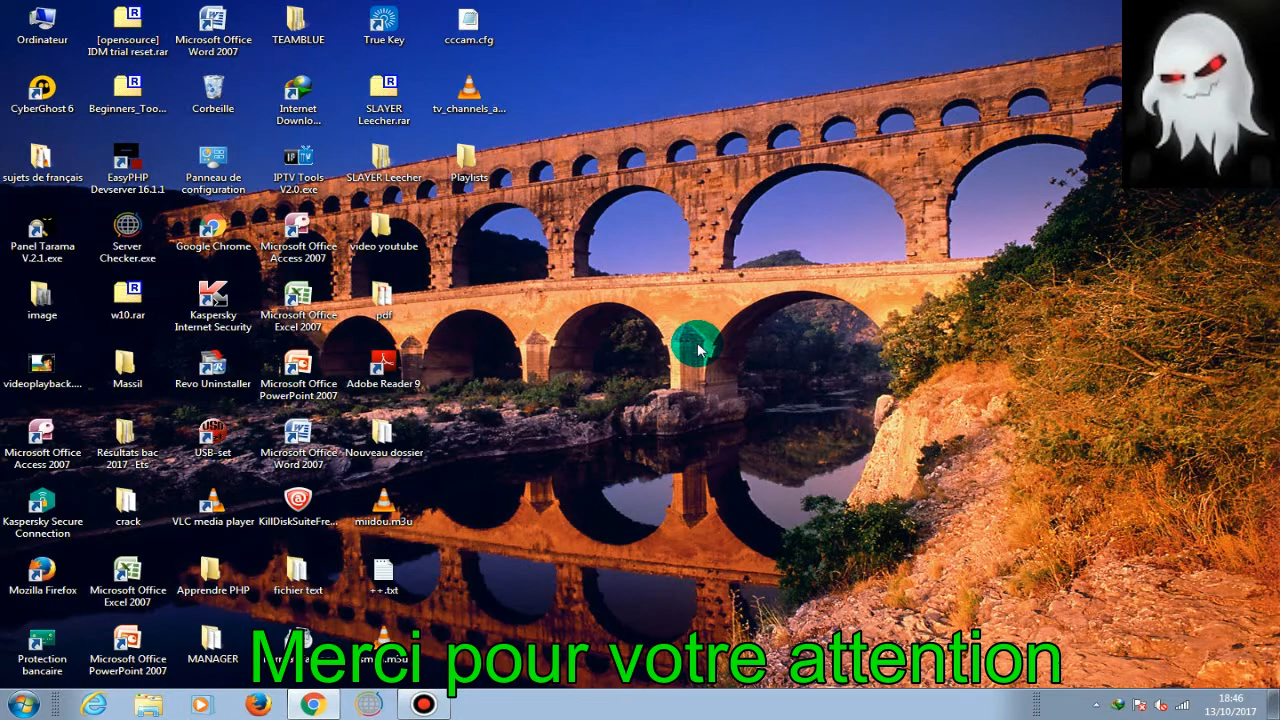 Ordinateur
[opensource]
IDM trial reset.rar
Microsoft Office
Word 2007
TEAMBLUE
True Key
cccam.cfg
CyberGhost 6
Beginners_Too...
Corbeille
Internet
Downlo...
SLAYER
Leecher.rar
tv_channels_a...
sujets de français
EasyPHP
Devserver 16.1.1
Panneau de
configuration
IPTV Tools
V2.0.exe
SLAYER Leecher
Playlists
Panel Tarama
V.2.1.exe
Server
Checker.exe
Google Chrome
Microsoft Office
Access 2007
video youtube
image
w10.rar
Kaspersky
Internet Security
Microsoft Office
Excel 2007
pdf
videoplayback....
Massil
Revo Uninstaller
Microsoft Office
PowerPoint 2007
Adobe Reader 9
Microsoft Office
Access 2007
Résultats bac
2017 -Ets
USB-set
Microsoft Office
Word 2007
Nouveau dossier
Kaspersky Secure
Connection
crack
VLC media player
KillDiskSuiteFre...
miidou.m3u
Mozilla Firefox
Microsoft Office
Excel 2007
Apprendre PHP
fichier text
++.txt
Protection
bancaire
Microsoft Office
PowerPoint 2007
MANAGER
Merci pour votre attention
18:46
13/10/2017